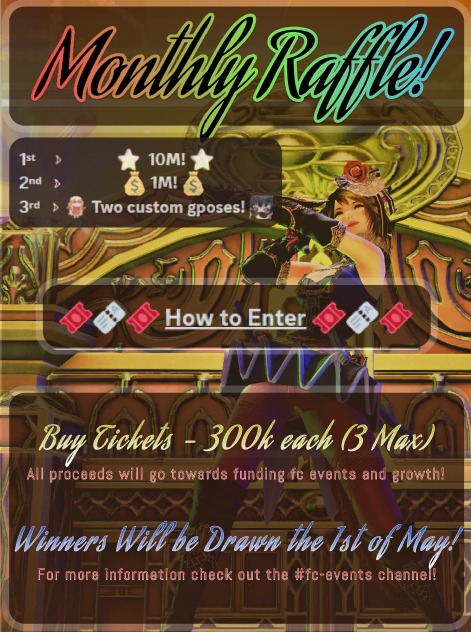 Monthly Raffle!
1st > 10M!
2nd > 1M!
3rd > Two custom gposes!
How to Enter
Buy Tickets - 300k each (3 Max)
All proceeds will go towards funding fc events and growth!
Winners Will be Drawn the 1st of May!
For more information check out the #fc-events channel!